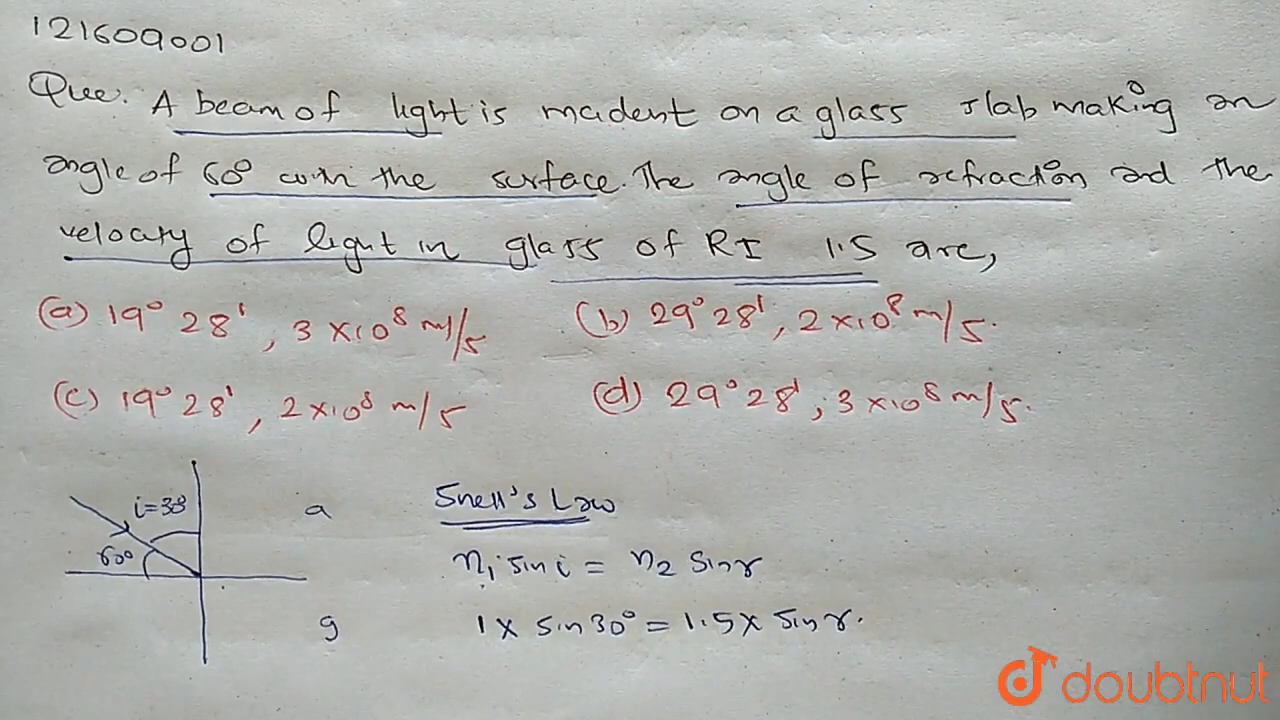 121609001
Que. A beam of light is incident on a glass slab making an
angle of 60° with the surface. The angle of refraction and the
velocity of light in glass of RI 1.5 are,
(a) 19° 28', 3 × 10⁸ m/s (b) 29° 28', 2 × 10⁸ m/s.
(c) 19° 28', 2 × 10⁸ m/s (d) 29° 28', 3 × 10⁸ m/s.
i=30
60°
a
g
Snell's Law
n₁ sin i = n₂ sin r
1 × sin 30° = 1.5 × sin r.
doubtnut